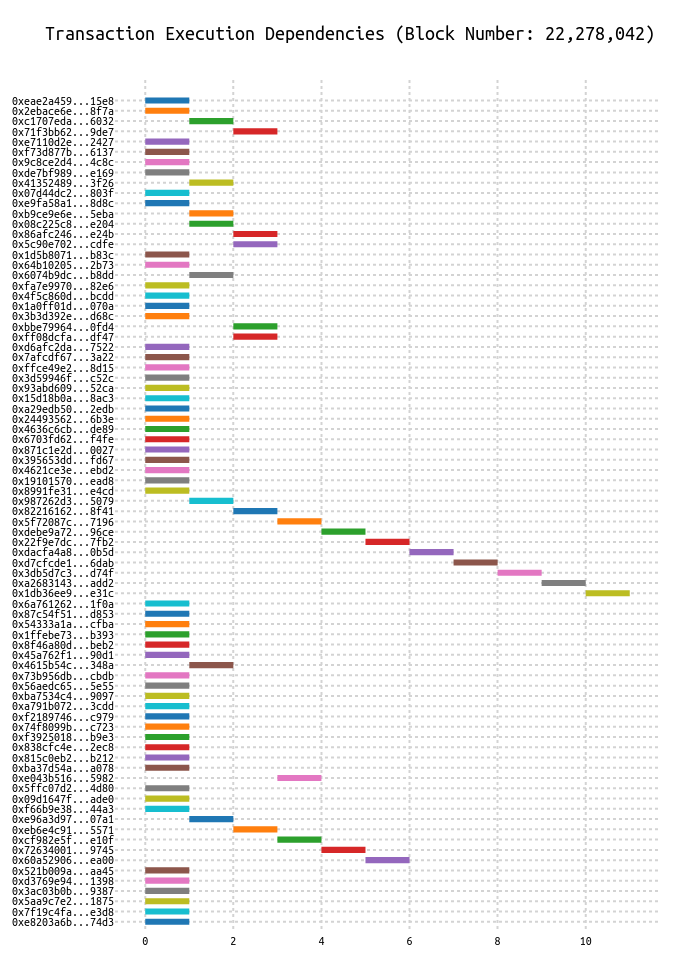 Transaction Execution Dependencies (Block Number: 22,278,042)
0xeae2a459...15e8
0x2ebace6e...8f7a
0xc1707eda...6032
0x71f3bb62...9de7
0xe7110d2e...2427
0xf73d877b...6137
0x9c8ce2d4...4c8c
0xde7bf989...e169
0x41352489...3f26
0x07d44dc2...803f
0xe9fa58a1...8d8c
0xb9ce9e6e...5eba
0x08c225c8...e204
0x86afc246...e24b
0x5c90e702...cdfe
0x1d5b8071...b83c
0x64b10205...2b73
0x6074b9dc...b8dd
0xfa7e9970...82e6
0x4f5c860d...bcdd
0x1a0ff01d...070a
0x3b3d392e...d68c
0xbbe79964...0fd4
0xff08dcfa...df47
0xd6afc2da...7522
0x7afcdf67...3a22
0xffce49e2...8d15
0x3d59946f...c52c
0x93abd609...52ca
0x15d18b0a...8ac3
0xa29edb50...2edb
0x24493562...6b3e
0x4636c6cb...de89
0x6703fd62...f4fe
0x871c1e2d...0027
0x395653dd...fd67
0x4621ce3e...ebd2
0x19101570...ead8
0x8991fe31...e4cd
0x987262d3...5079
0x82216162...8f41
0x5f72087c...7196
0xdebe9a72...96ce
0x22f9e7dc...7fb2
0xdacfa4a8...0b5d
0xd7cfcde1...6dab
0x3db5d7c3...d74f
0xa2683143...add2
0x1db36ee9...e31c
0x6a761262...1f0a
0x87c54f51...d853
0x54333a1a...cfba
0x1ffebe73...b393
0x8f46a80d...beb2
0x45a762f1...90d1
0x4615b54c...348a
0x73b956db...cbdb
0x56aedc65...5e55
0xba7534c4...9097
0xa791b072...3cdd
0xf2189746...c979
0x74f8099b...c723
0xf3925018...b9e3
0x838cfc4e...2ec8
0x815c0eb2...b212
0xba37d54a...a078
0xe043b516...5982
0x5ffc07d2...4d80
0x09d1647f...ade0
0xf66b9e38...44a3
0xe96a3d97...07a1
0xeb6e4c91...5571
0xcf982e5f...e10f
0x72634001...9745
0x60a52906...ea00
0x521b009a...aa45
0xd3769e94...1398
0x3ac03b0b...9387
0x5aa9c7e2...1875
0x7f19c4fa...e3d8
0xe8203a6b...74d3
0 2 4 6 8 10